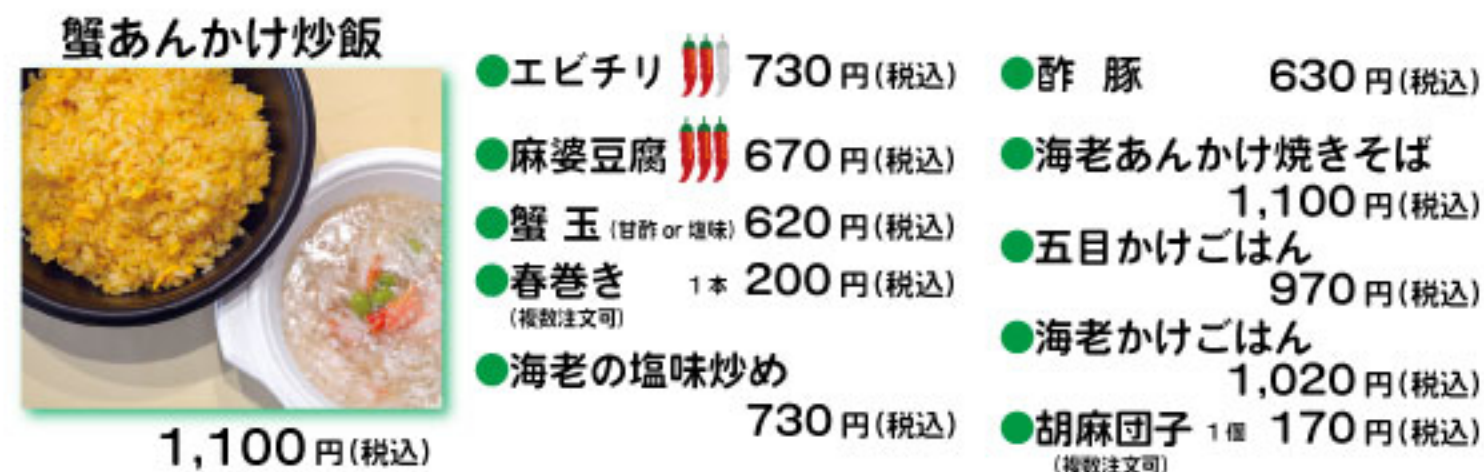 蟹あんかけ炒飯
1,100円(税込)
●エビチリ 730円(税込)
●麻婆豆腐 670円(税込)
●蟹 玉 (甘酢 or 塩味) 620円(税込)
●春巻き 1本 200円(税込)
(複数注文可)
●海老の塩味炒め
730円(税込)
●酢 豚 630円(税込)
●海老あんかけ焼きそば
1,100円(税込)
●五目かけごはん
970円(税込)
●海老かけごはん
1,020円(税込)
●胡麻団子 1個 170円(税込)
(複数注文可)